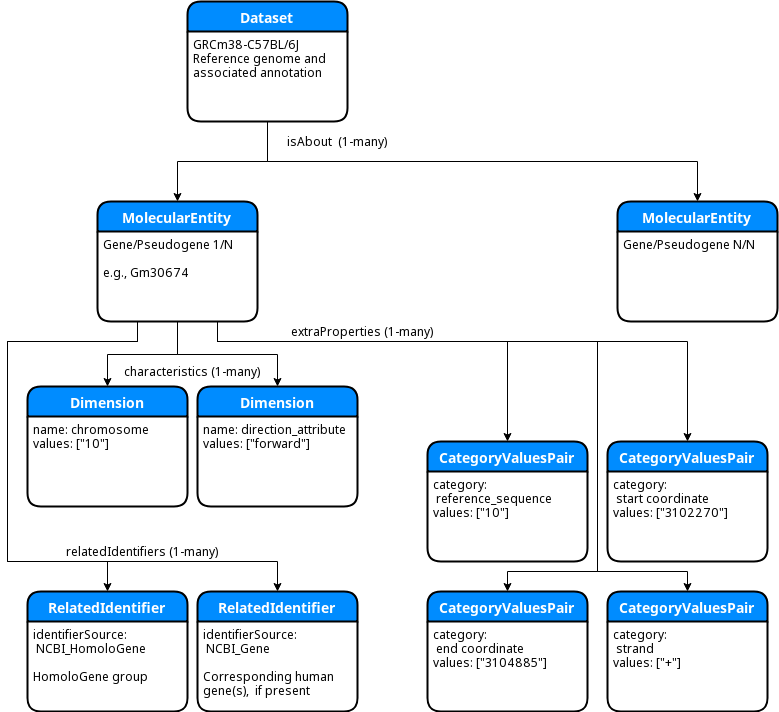 Dataset
GRCm38-C57BL/6J
Reference genome and
associated annotation
isAbout (1-many)
MolecularEntity
Gene/Pseudogene 1/N
e.g., Gm30674
MolecularEntity
Gene/Pseudogene N/N
extraProperties (1-many)
characteristics (1-many)
Dimension
name: chromosome
values: ["10"]
Dimension
name: direction_attribute
values: ["forward"]
CategoryValuesPair
category:
reference_sequence
values: ["10"]
CategoryValuesPair
category:
start coordinate
values: ["3102270"]
relatedIdentifiers (1-many)
RelatedIdentifier
identifierSource:
NCBI_HomoloGene
HomoloGene group
RelatedIdentifier
identifierSource:
NCBI_Gene
Corresponding human
gene(s), if present
CategoryValuesPair
category:
end coordinate
values: ["3104885"]
CategoryValuesPair
category:
strand
values: ["+"]